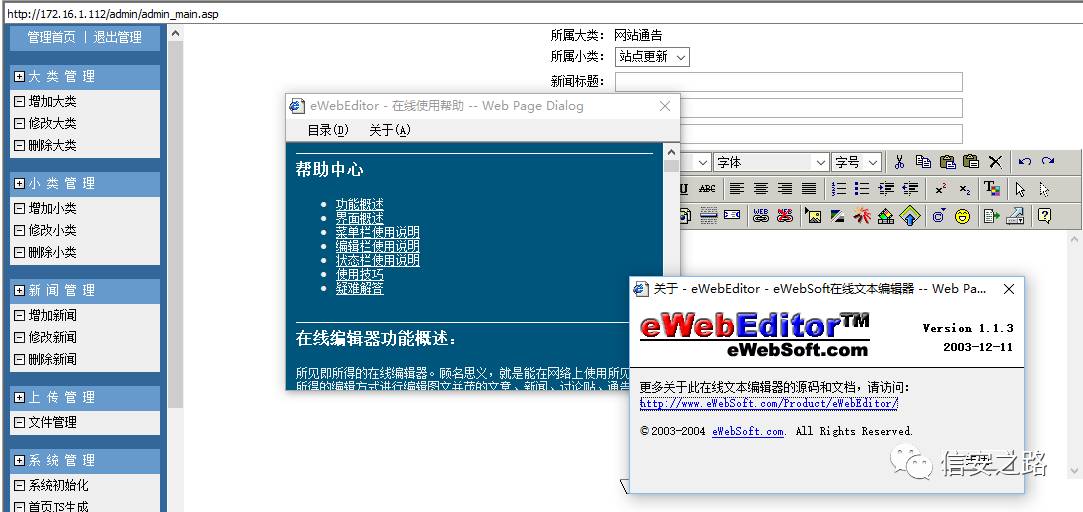 http://172.16.1.112/admin/admin_main.asp
管理首页 | 退出管理
大 类 管 理
增加大类
修改大类
删除大类
小 类 管 理
增加小类
修改小类
删除小类
新 闻 管 理
增加新闻
修改新闻
删除新闻
上 传 管 理
文件管理
系 统 管 理
系统初始化
首页JS生成
所属大类: 网站通告
所属小类: 站点更新
新闻标题:
字体
字号
eWebEditor - 在线使用帮助 -- Web Page Dialog
目录(D) 关于(A)
帮助中心
功能概述
界面概述
菜单栏使用说明
编辑栏使用说明
状态栏使用说明
使用技巧
疑难解答
在线编辑器功能概述:
所见即所得的在线编辑器。顾名思义,就是能在网络上使用所见
所得的编辑方式进行编辑图文并茂的文章、新闻、讨论贴、通告
关于 - eWebEditor - eWebSoft在线文本编辑器 -- Web Pa...
eWebEditor™
eWebSoft.com
Version 1.1.3
2003-12-11
更多关于此在线文本编辑器的源码和文档,请访问:
http://www.eWebSoft.com/Product/eWebEditor/
©2003-2004 eWebSoft.com. All Rights Reserved.
信安之路